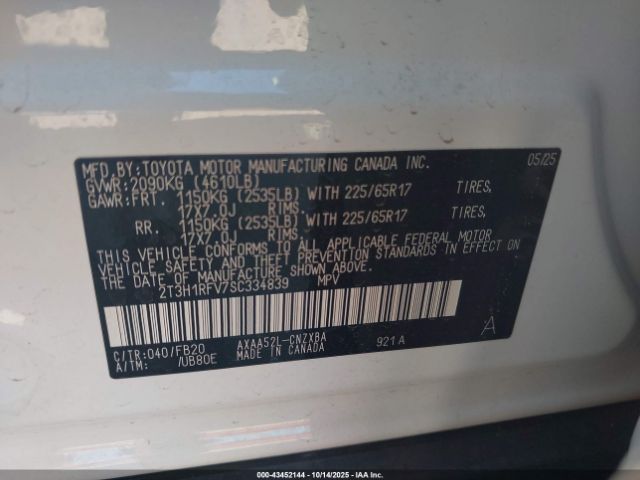 MFD.BY:TOYOTA MOTOR MANUFACTURING CANADA INC. 05/25
GVWR:2090KG (4610LB)
GAWR:FRT. 1150KG (2535LB) WITH 225/65R17 TIRES,
17X7.0J RIMS,
RR. 1150KG (2535LB) WITH 225/65R17 TIRES,
17X7.0J RIMS.
THIS VEHICLE CONFORMS TO ALL APPLICABLE FEDERAL MOTOR
VEHICLE SAFETY AND THEFT PREVENTION STANDARDS IN EFFECT ON
THE DATE OF MANUFACTURE SHOWN ABOVE.
2T3H1RFV7SC334839 MPV
C/TR:040/FB20 AXAA52L-CNZXBA 921A A
A/TM: /UB80E MADE IN CANADA
000-43452144 - 10/14/2025 - IAA Inc.